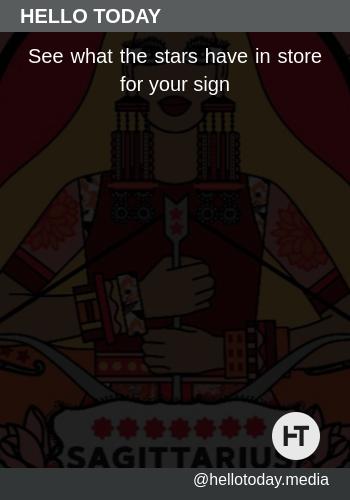 HELLO TODAY
See what the stars have in store
for your sign
SAGITTARIUS
HT
@hellotoday.media